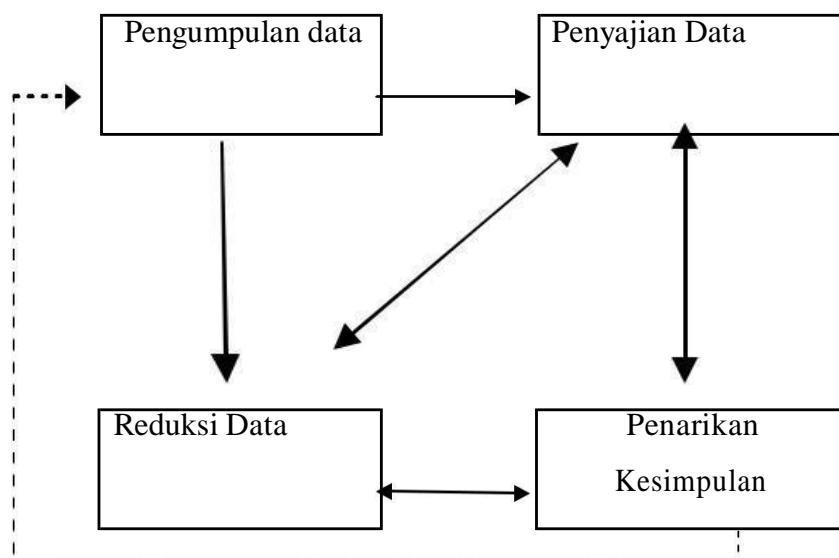 Pengumpulan data
Penyajian Data
Reduksi Data
Penarikan
Kesimpulan